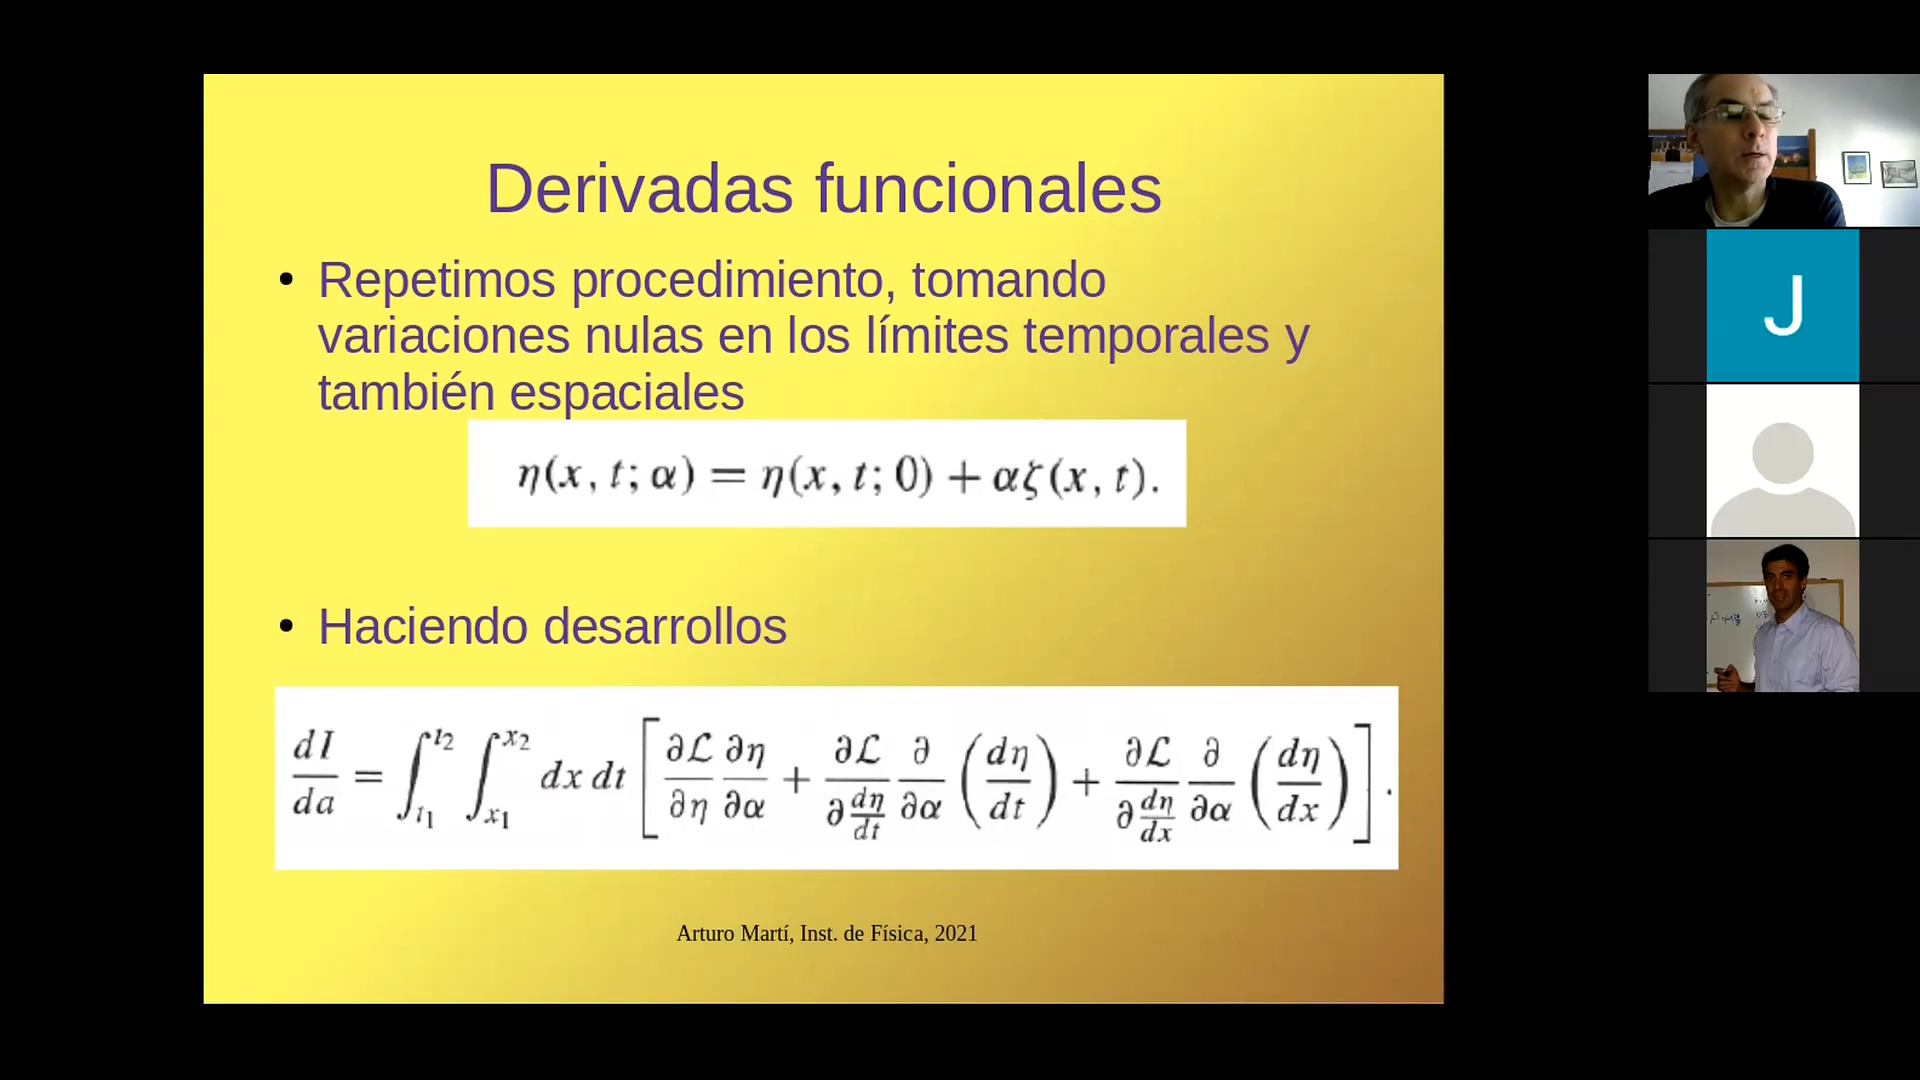 Derivadas funcionales
• Repetimos procedimiento, tomando
variaciones nulas en los límites temporales y
también espaciales
η(x, t; α) = η(x, t; 0) + αζ(x, t).
• Haciendo desarrollos
dI/da = ∫_{t₁}^{t₂} ∫_{x₁}^{x₂} dx dt [ ∂ℒ/∂η ∂η/∂α + ∂ℒ/∂(dη/dt) ∂/∂α (dη/dt) + ∂ℒ/∂(dη/dx) ∂/∂α (dη/dx) ].
Arturo Martí, Inst. de Física, 2021
J